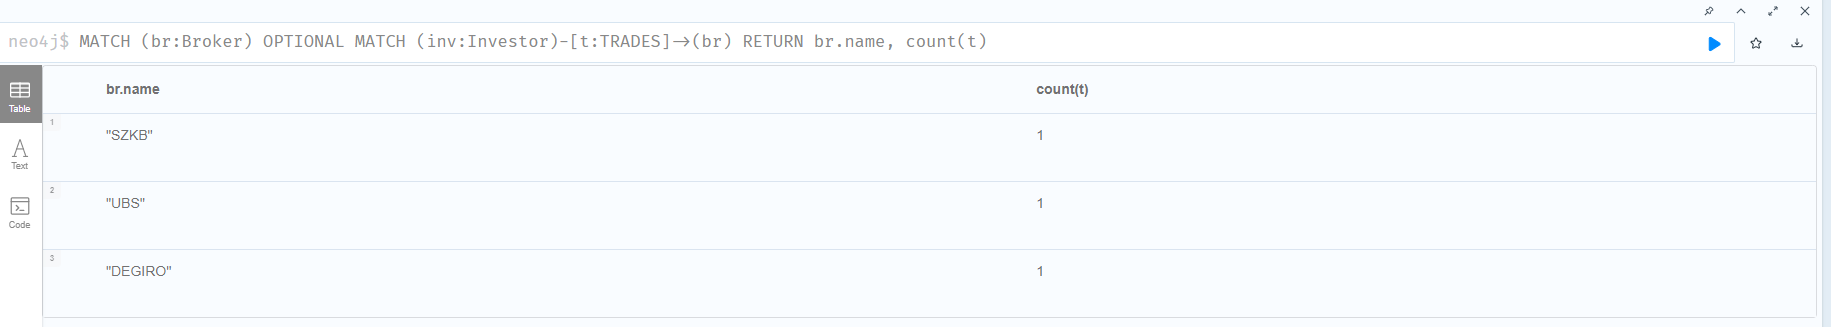 neo4j$ MATCH (br:Broker) OPTIONAL MATCH (inv:Investor)-[t:TRADES]->(br) RETURN br.name, count(t)
Table
br.name count(t)
1
"SZKB" 1
Text
2
"UBS" 1
Code
3
"DEGIRO" 1